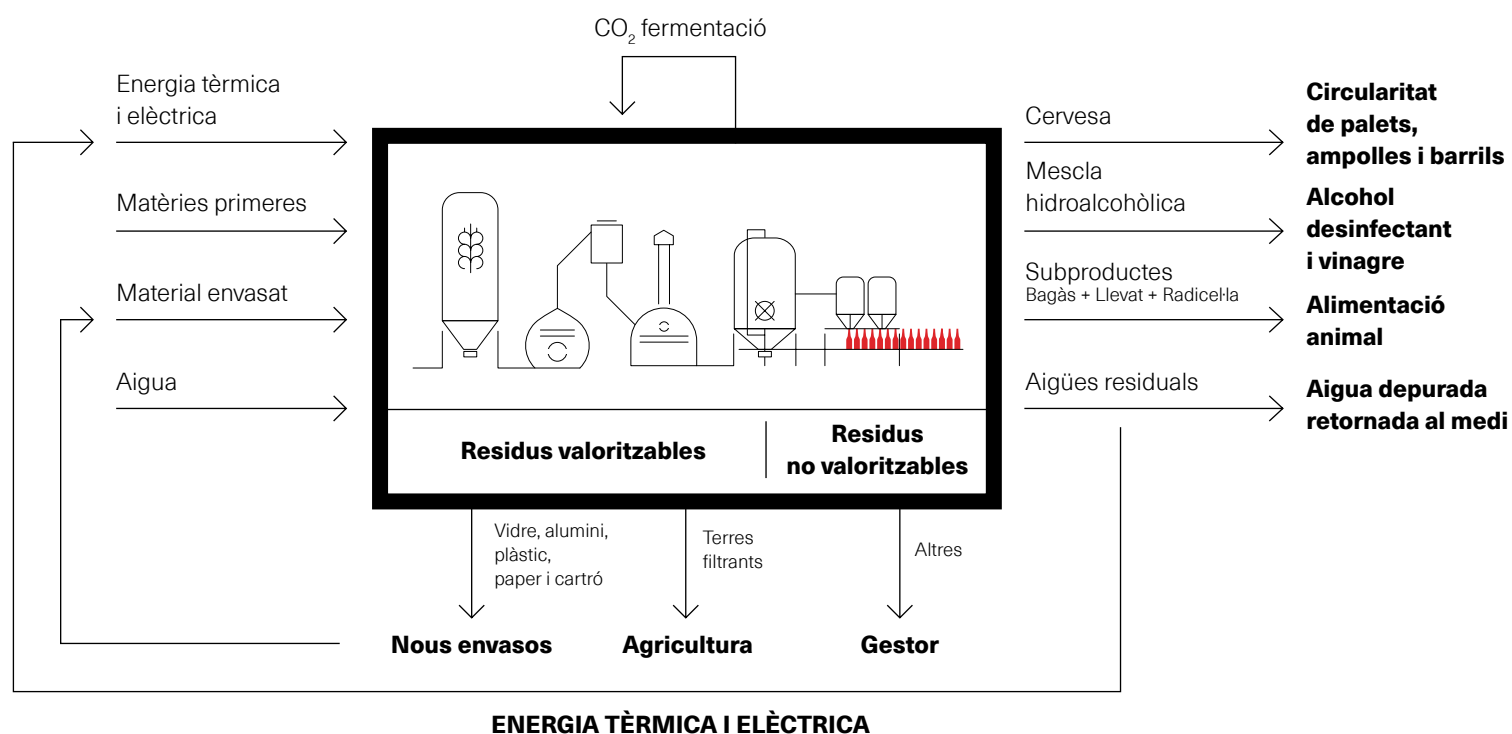 CO₂ fermentació
Energia tèrmica
i elèctrica
Matèries primeres
Material envasat
Aigua
Cervesa
Mescla
hidroalcohòlica
Subproductes
Bagàs + Llevat + Radicel·la
Aigües residuals
Circularitat
de palets,
ampolles i barrils
Alcohol
desinfectant
i vinagre
Alimentació
animal
Aigua depurada
retornada al medi
Residus valoritzables
Residus
no valoritzables
Vidre, alumini,
plàstic,
paper i cartró
Terres
filtrants
Altres
Nous envasos
Agricultura
Gestor
ENERGIA TÈRMICA I ELÈCTRICA